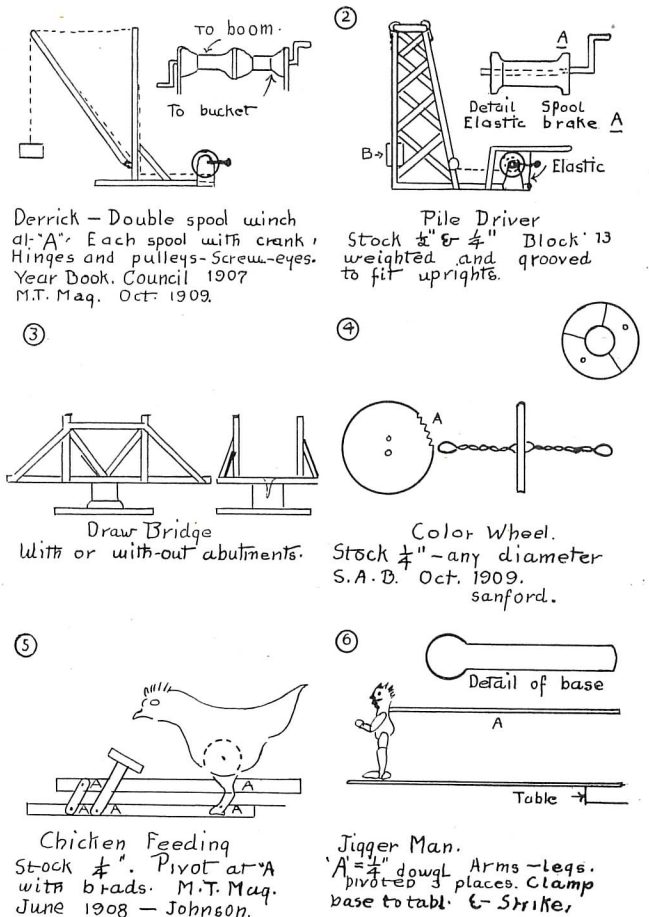 To boom.
To bucket
Derrick – Double spool winch
at "A". Each spool with crank,
Hinges and pulleys - Screw-eyes.
Year Book. Council 1907
M.T. Mag. Oct. 1909.
2
A
Detail Spool
Elastic brake A
B
Elastic
Pile Driver
Stock ½" & ¼" Block 13
weighted and grooved
to fit uprights.
3
Draw Bridge
With or with-out abutments.
4
A
Color Wheel.
Stock ¼" – any diameter
S.A.B. Oct. 1909.
sanford.
5
A A
A A A
Chicken Feeding
Stock ¼". Pivot at "A
with brads. M.T. Mag.
June 1908 – Johnson.
6
Detail of base
A
Table
Jigger Man.
"A" = ¼" dowel Arms – legs.
pivoted 3 places. Clamp
base to tabl. & Strike,